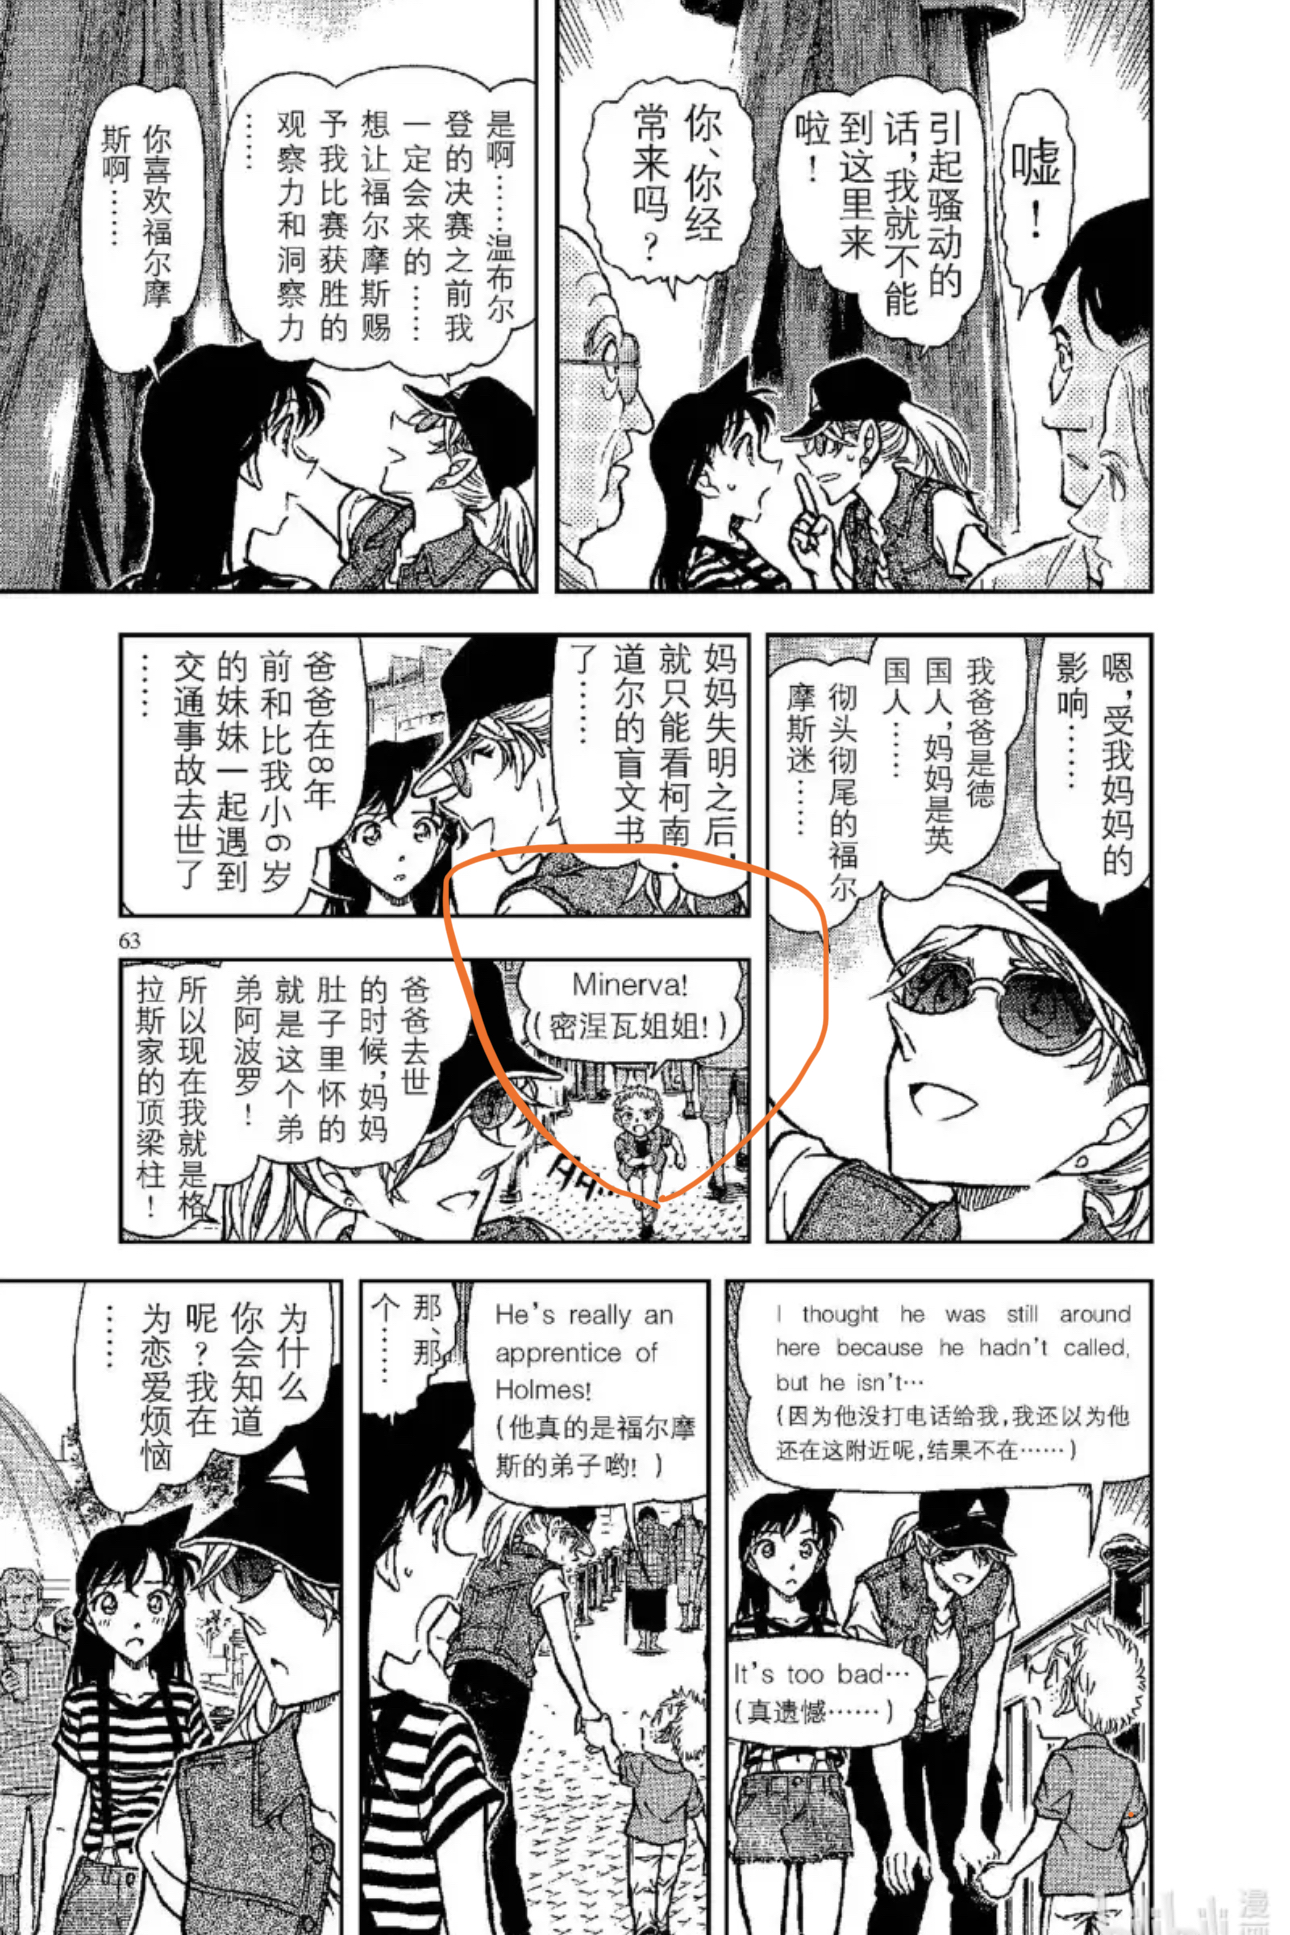 嘘！
引起骚动的
话，我就不能
到这里来
啦！
你、你经
常来吗？
是啊……温布尔
登的决赛之前我
一定会来的……
想让福尔摩斯赐
予我比赛获胜的
观察力和洞察力
……
你喜欢福尔摩
斯啊……
嗯，受我妈妈的
影响……
我爸爸是德
国人，妈妈是英
国人……
彻头彻尾的福尔
摩斯迷……
妈妈失明之后，
就只能看柯南·
道尔的盲文书
了……
爸爸在8年
前和比我小6岁
的妹妹一起遇到
交通事故去世了
……
63
Minerva!
(密涅瓦姐姐！)
爸爸去世
的时候，妈妈
肚子里怀的
就是这个弟
弟阿波罗！
所以现在我就是格
拉斯家的顶梁柱！
I thought he was still around
here because he hadn't called,
but he isn't…
(因为他没打电话给我，我还以为他
还在这附近呢，结果不在……)
It's too bad…
(真遗憾……)
He's really an
apprentice of
Holmes!
(他真的是福尔摩
斯的弟子哟！)
那、那
个……
为什么
你会知道
呢？我在
为恋爱烦恼
……
bilibili
漫画